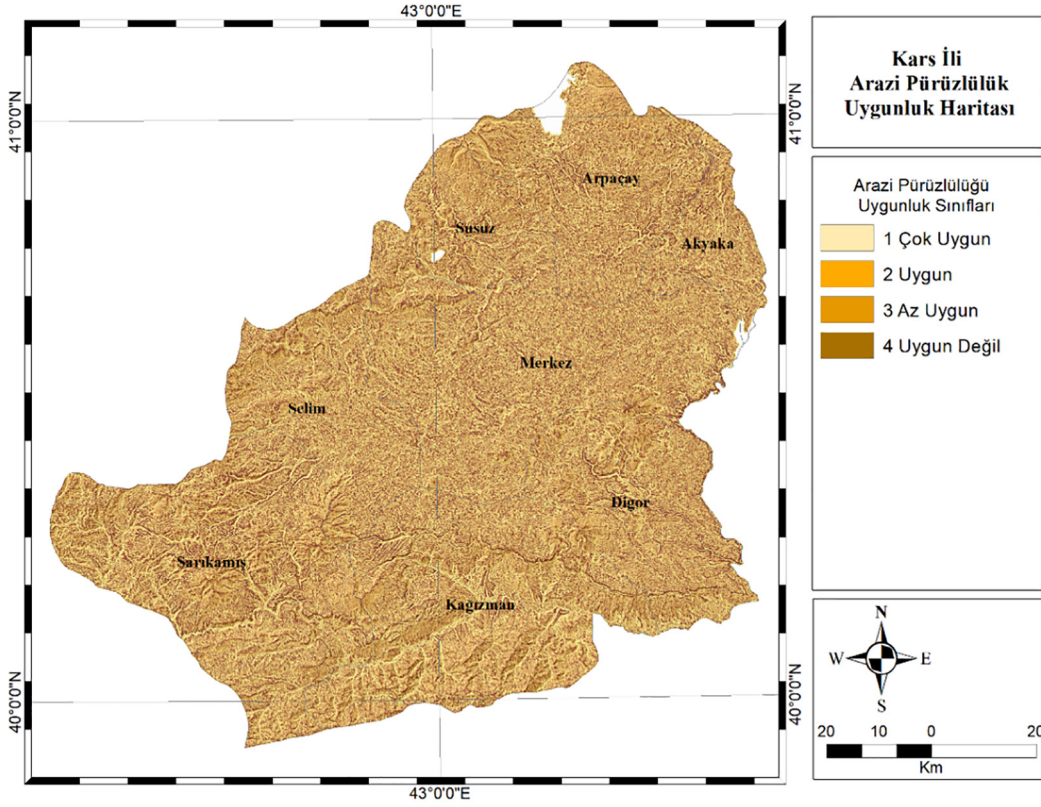 43°0'0"E
Kars İli
Arazi Pürüzlülük
Uygunluk Haritası
41°0'0"N
41°0'0"N
Arpaçay
Susuz
Akyaka
Merkez
Selim
Digor
Sarıkamış
Kagızman
40°0'0"N
40°0'0"N
43°0'0"E
Arazi Pürüzlülüğü
Uygunluk Sınıfları
1 Çok Uygun
2 Uygun
3 Az Uygun
4 Uygun Değil
N
W E
S
20 10 0 20
Km